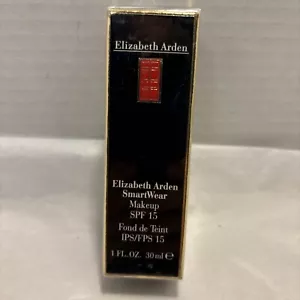 Elizabeth Arden
Elizabeth Arden
SmartWear
Makeup
SPF 15
Fond de Teint
IPS/FPS 15
1 FL.OZ. 30 ml ℮